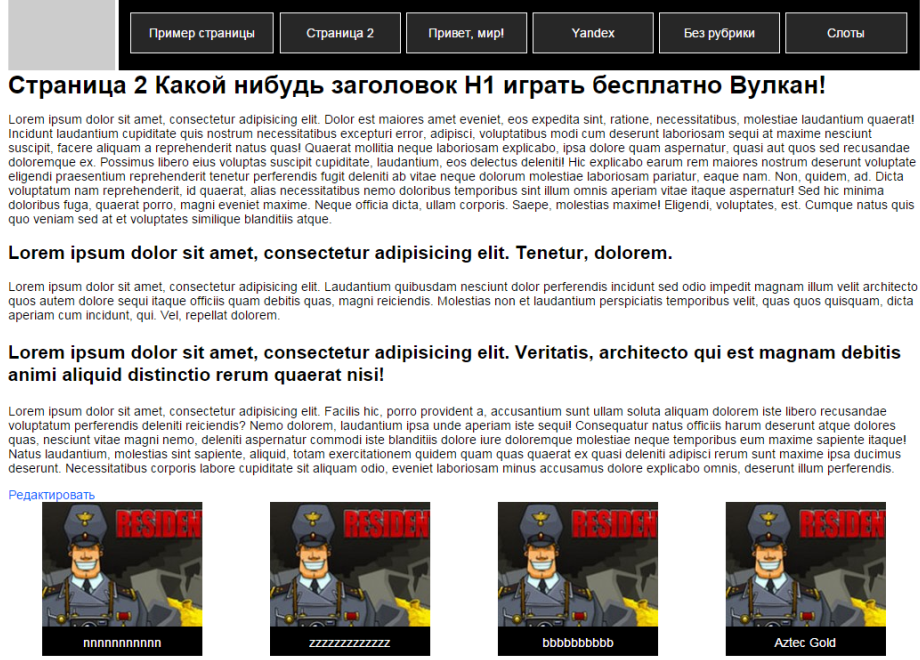 Пример страницы
Страница 2
Привет, мир!
Yandex
Без рубрики
Слоты
Страница 2 Какой нибудь заголовок H1 играть бесплатно Вулкан!
Lorem ipsum dolor sit amet, consectetur adipisicing elit. Dolor est maiores amet eveniet, eos expedita sint, ratione, necessitatibus, molestiae laudantium quaerat!
Incidunt laudantium cupiditate quis nostrum necessitatibus excepturi error, adipisci, voluptatibus modi cum deserunt laboriosam sequi at maxime nesciunt
suscipit, facere aliquam a reprehenderit natus quas! Quaerat mollitia neque laboriosam explicabo, ipsa dolore quam aspernatur, quasi aut quos sed recusandae
doloremque ex. Possimus libero eius voluptas suscipit cupiditate, laudantium, eos delectus deleniti! Hic explicabo earum rem maiores nostrum deserunt voluptate
eligendi praesentium reprehenderit tenetur perferendis fugit deleniti ab vitae neque dolorum molestiae laboriosam pariatur, eaque nam. Non, quidem, ad. Dicta
voluptatum nam reprehenderit, id quaerat, alias necessitatibus nemo doloribus temporibus sint illum omnis aperiam vitae itaque aspernatur! Sed hic minima
doloribus fuga, quaerat porro, magni eveniet maxime. Neque officia dicta, ullam corporis. Saepe, molestias maxime! Eligendi, voluptates, est. Cumque natus quis
quo veniam sed at et voluptates similique blanditiis atque.
Lorem ipsum dolor sit amet, consectetur adipisicing elit. Tenetur, dolorem.
Lorem ipsum dolor sit amet, consectetur adipisicing elit. Laudantium quibusdam nesciunt dolor perferendis incidunt sed odio impedit magnam illum velit architecto
quos autem dolore sequi itaque officiis quam debitis quas, magni reiciendis. Molestias non et laudantium perspiciatis temporibus velit, quas quos quisquam, dicta
aperiam cum incidunt, qui. Vel, repellat dolorem.
Lorem ipsum dolor sit amet, consectetur adipisicing elit. Veritatis, architecto qui est magnam debitis
animi aliquid distinctio rerum quaerat nisi!
Lorem ipsum dolor sit amet, consectetur adipisicing elit. Facilis hic, porro provident a, accusantium sunt ullam soluta aliquam dolorem iste libero recusandae
voluptatum perferendis deleniti reiciendis? Nemo dolorem, laudantium ipsa unde aperiam iste sequi! Consequatur natus officiis harum deserunt atque dolores
quas, nesciunt vitae magni nemo, deleniti aspernatur commodi iste blanditiis dolore iure doloremque molestiae neque temporibus eum maxime sapiente itaque!
Natus laudantium, molestias sint sapiente, aliquid, totam exercitationem quidem quam quas quaerat ex quasi deleniti adipisci rerum sunt maxime ipsa ducimus
deserunt. Necessitatibus corporis labore cupiditate sit aliquam odio, eveniet laboriosam minus accusamus dolore explicabo omnis, deserunt illum perferendis.
Редактировать
RESIDEN
RESIDEN
RESIDEN
RESIDEN
nnnnnnnnnnn
zzzzzzzzzzzzz
bbbbbbbbbb
Aztec Gold